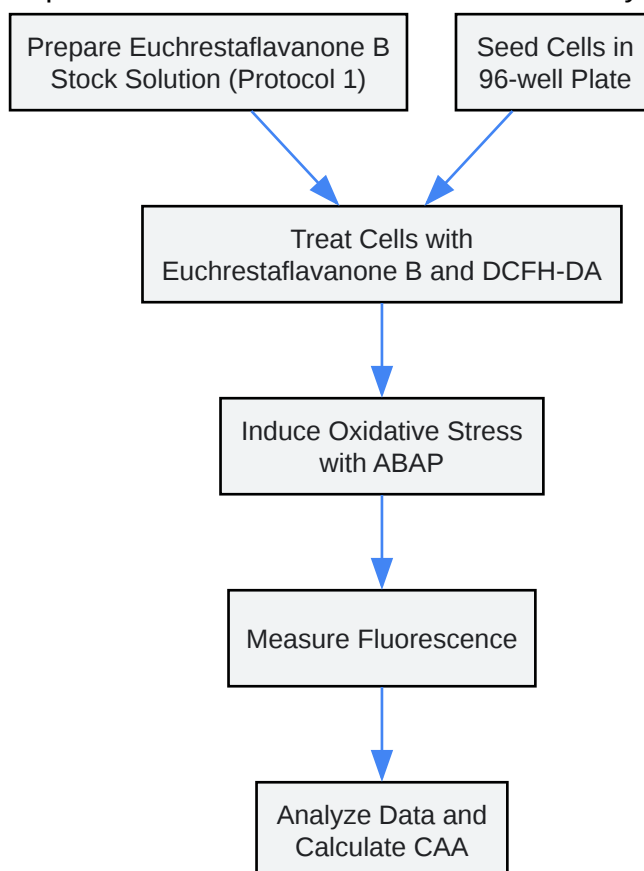 Prepare Euchrestaflavanone B
Stock Solution (Protocol 1)
Seed Cells in
96-well Plate
Treat Cells with
Euchrestaflavanone B and DCFH-DA
Induce Oxidative Stress
with ABAP
Measure Fluorescence
Analyze Data and
Calculate CAA